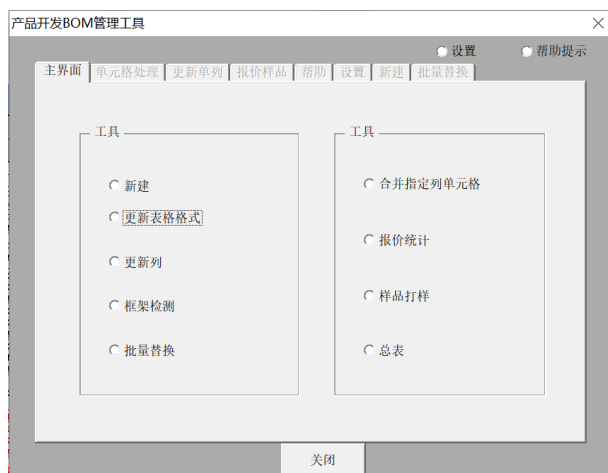 产品开发BOM管理工具
设置 帮助提示
主界面 单元格处理 更新单列 报价样品 帮助 设置 新建 批量替换
工具
新建
更新表格格式
更新列
框架检测
批量替换
工具
合并指定列单元格
报价统计
样品打样
总表
关闭